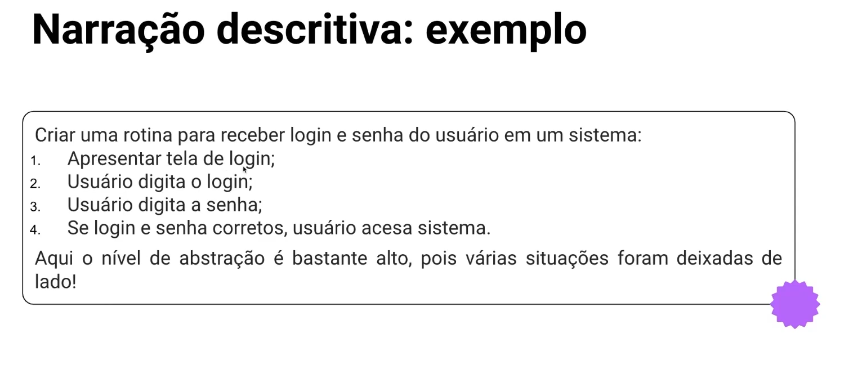 Narração descritiva: exemplo
Criar uma rotina para receber login e senha do usuário em um sistema:
1. Apresentar tela de login;
2. Usuário digita o login;
3. Usuário digita a senha;
4. Se login e senha corretos, usuário acesa sistema.
Aqui o nível de abstração é bastante alto, pois várias situações foram deixadas de
lado!